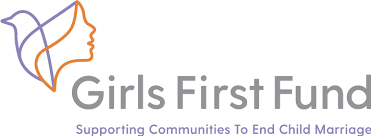 Girls First Fund
Supporting Communities To End Child Marriage